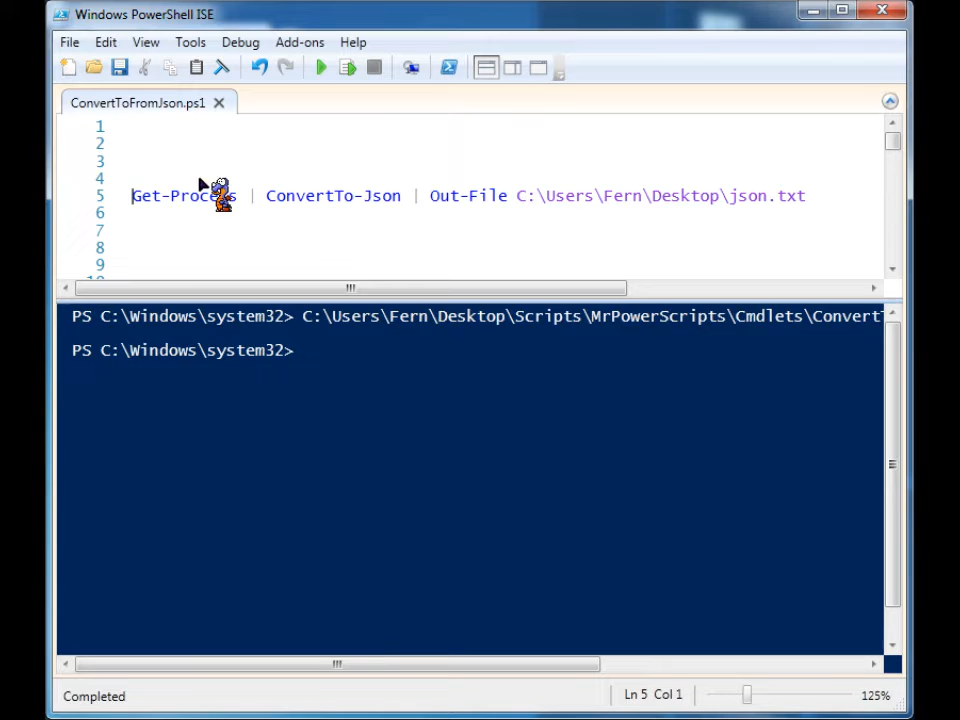 Windows PowerShell ISE
File Edit View Tools Debug Add-ons Help
ConvertToFromJson.ps1
1
2
3
4
5 Get-Process | ConvertTo-Json | Out-File C:\Users\Fern\Desktop\json.txt
6
7
8
9
PS C:\Windows\system32> C:\Users\Fern\Desktop\Scripts\MrPowerScripts\Cmdlets\Convert
PS C:\Windows\system32>
Completed Ln 5 Col 1 125%